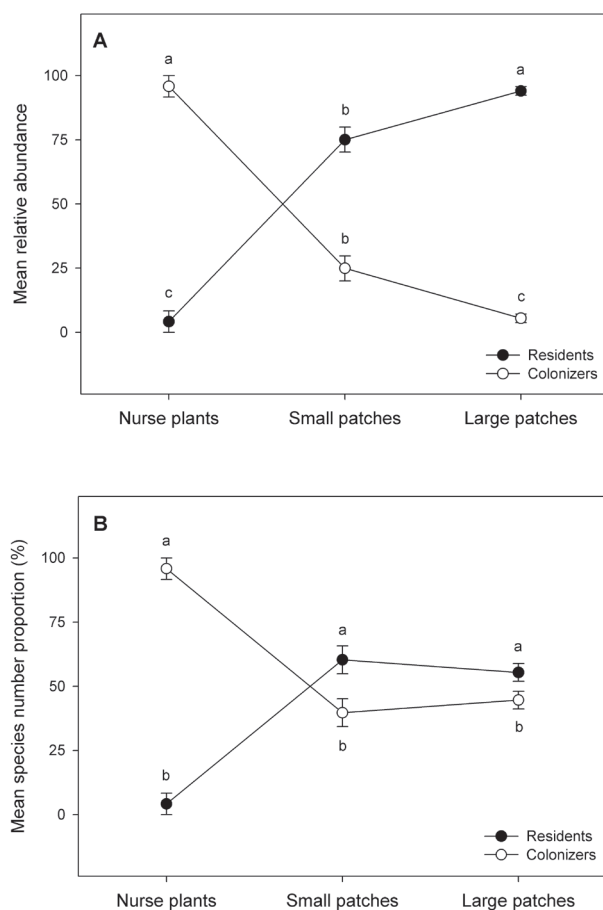 A
Mean relative abundance
100
75
50
25
0
a
b
a
c
b
c
Residents
Colonizers
Nurse plants Small patches Large patches
B
Mean species number proportion (%)
100
75
50
25
0
a
a
a
b
b
b
Residents
Colonizers
Nurse plants Small patches Large patches